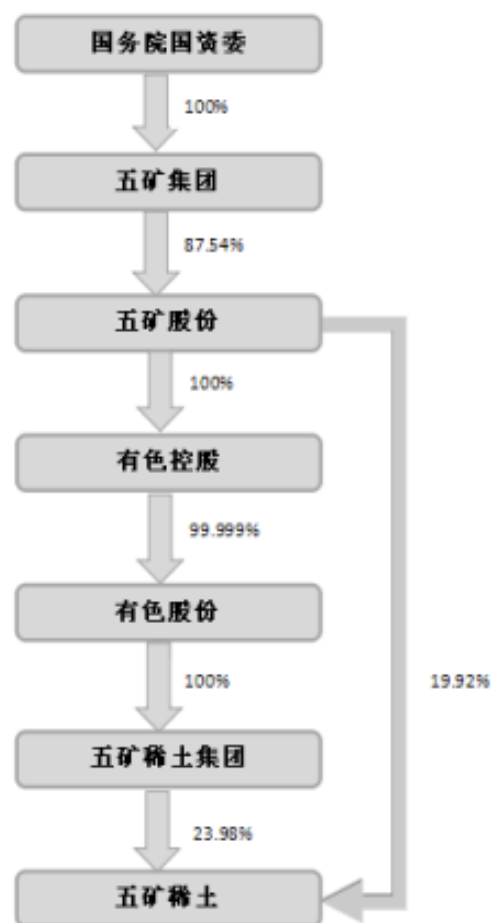 国务院国资委
100%
五矿集团
87.54%
五矿股份
100%
有色控股
99.999%
有色股份
100%
19.92%
五矿稀土集团
23.98%
五矿稀土